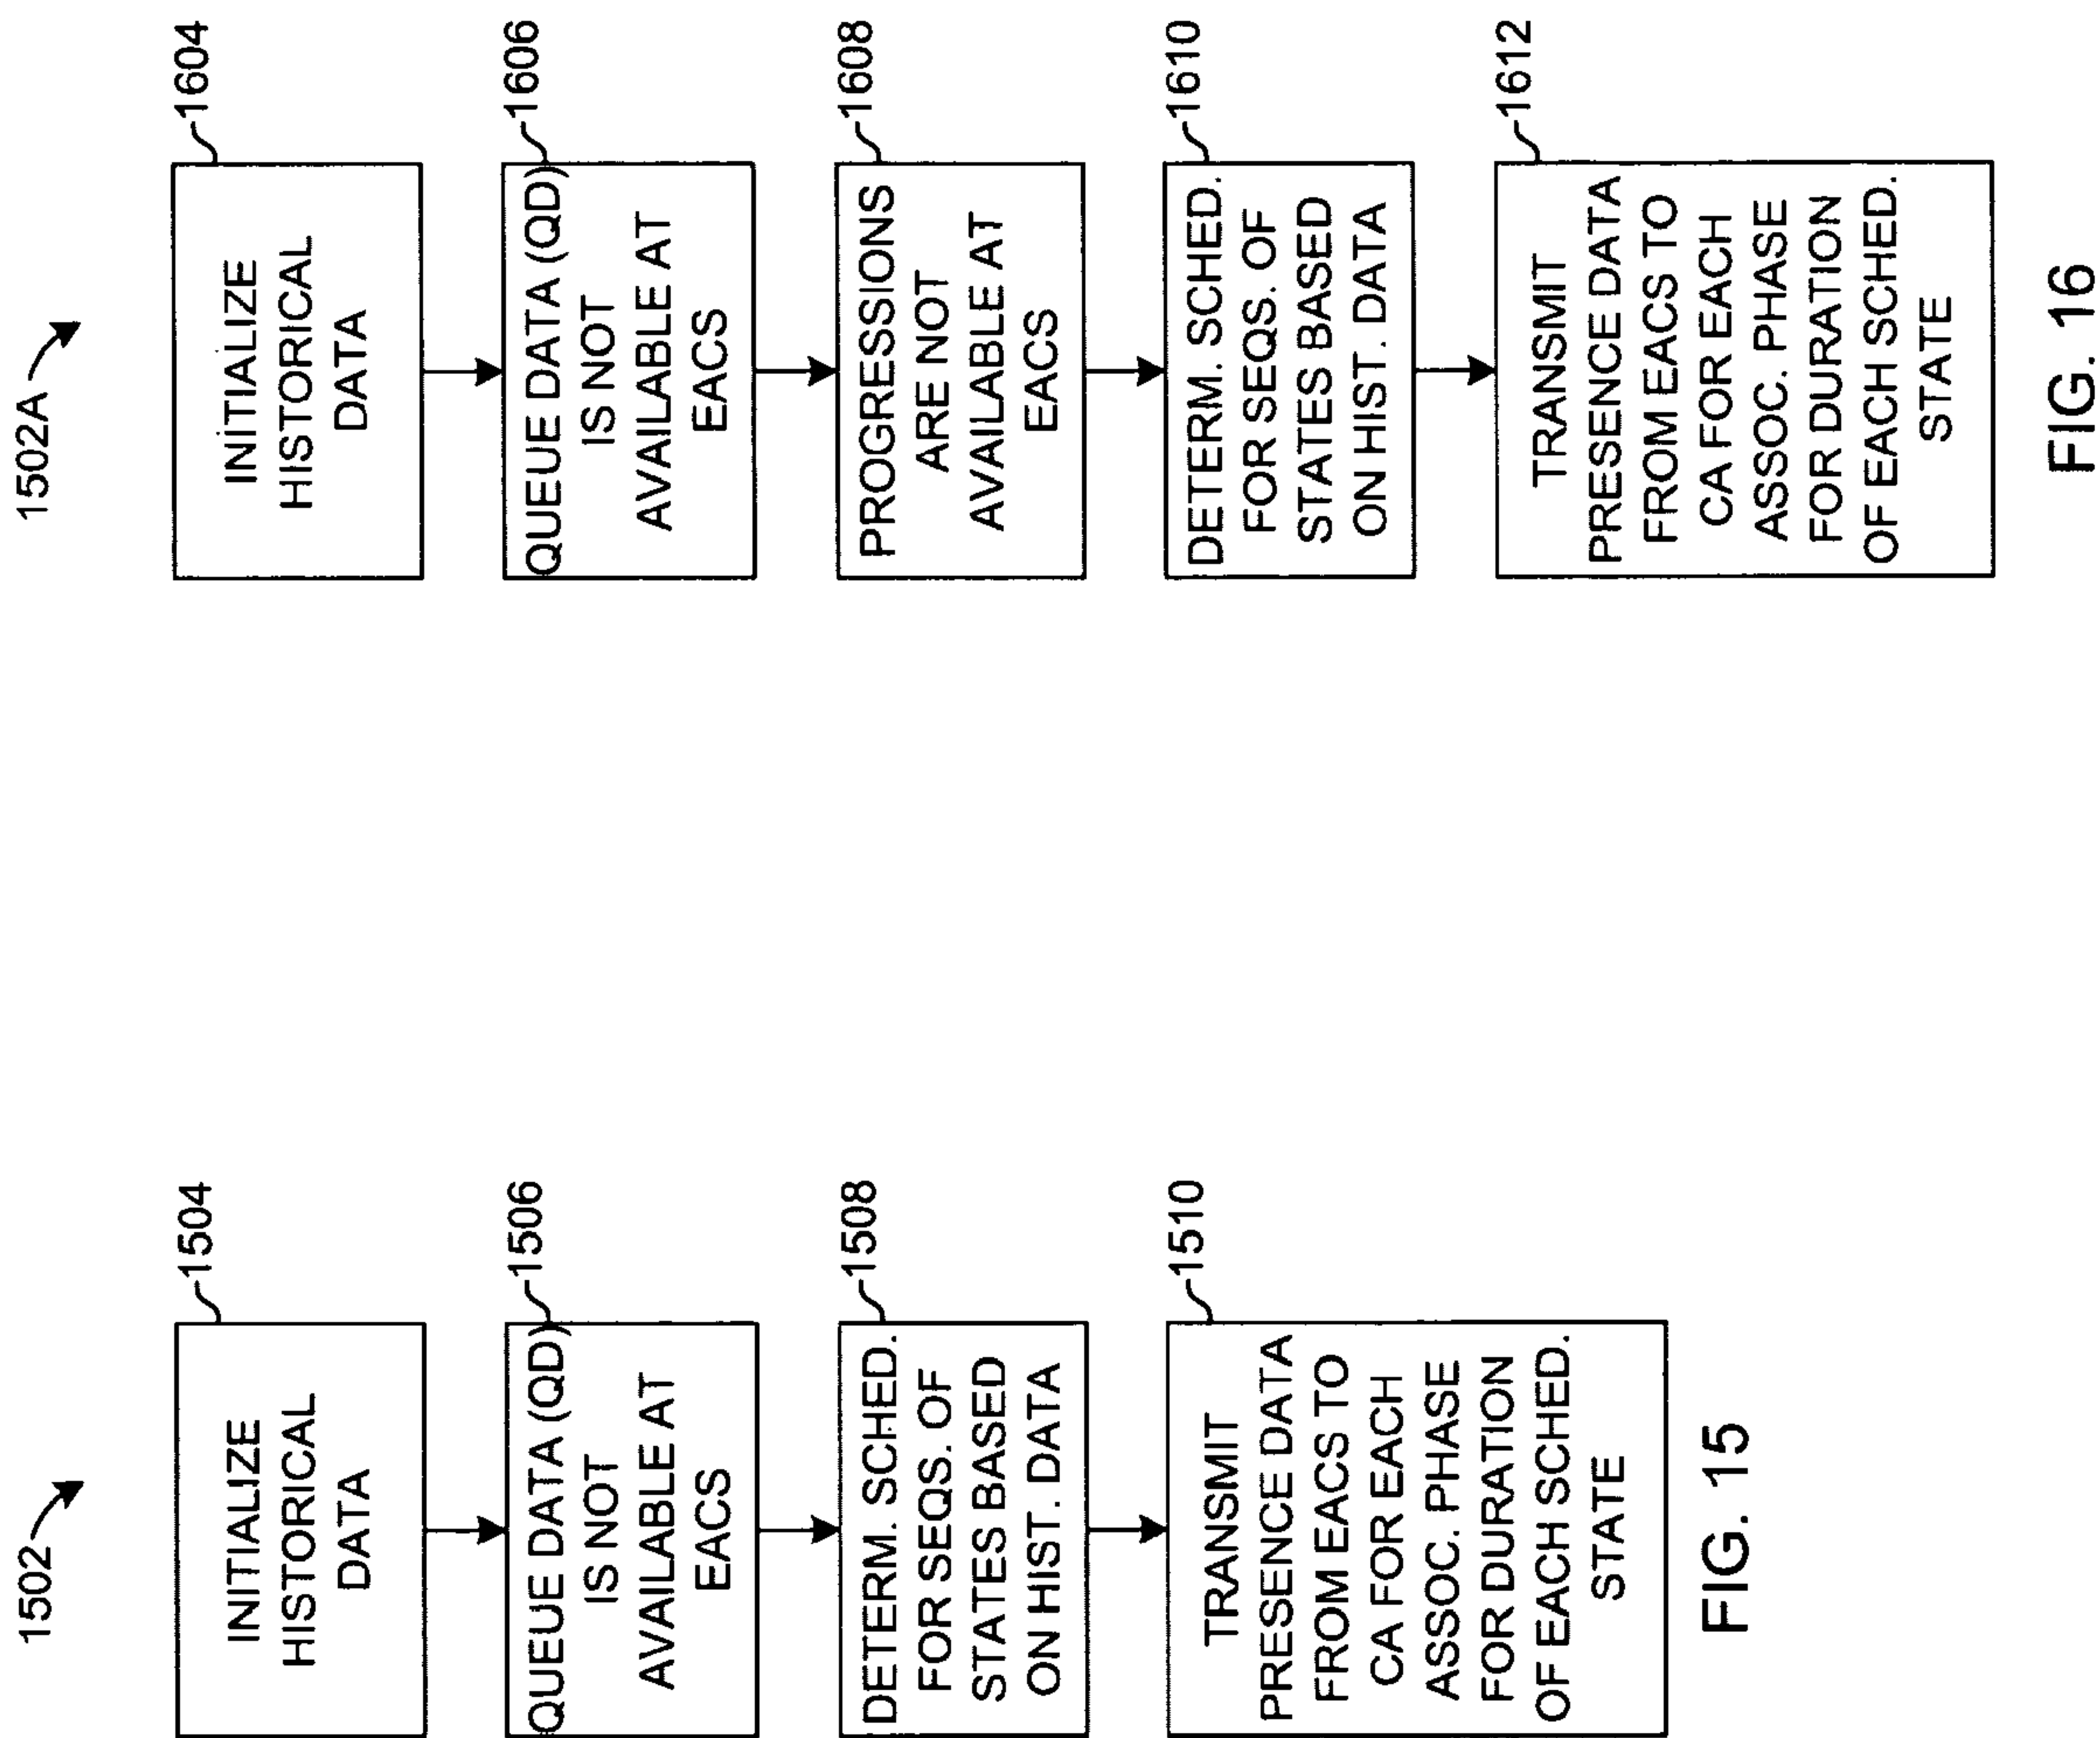 1502
1504
INITIALIZE
HISTORICAL
DATA
1506
QUEUE DATA (QD)
IS NOT
AVAILABLE AT
EACS
1508
DETERM. SCHED.
FOR SEQS. OF
STATES BASED
ON HIST. DATA
1510
TRANSMIT
PRESENCE DATA
FROM EACS TO
CA FOR EACH
ASSOC. PHASE
FOR DURATION
OF EACH SCHED.
STATE
FIG. 15
1502A
1604
INITIALIZE
HISTORICAL
DATA
1606
QUEUE DATA (QD)
IS NOT
AVAILABLE AT
EACS
1608
PROGRESSIONS
ARE NOT
AVAILABLE AT
EACS
1610
DETERM. SCHED.
FOR SEQS. OF
STATES BASED
ON HIST. DATA
1612
TRANSMIT
PRESENCE DATA
FROM EACS TO
CA FOR EACH
ASSOC. PHASE
FOR DURATION
OF EACH SCHED.
STATE
FIG. 16